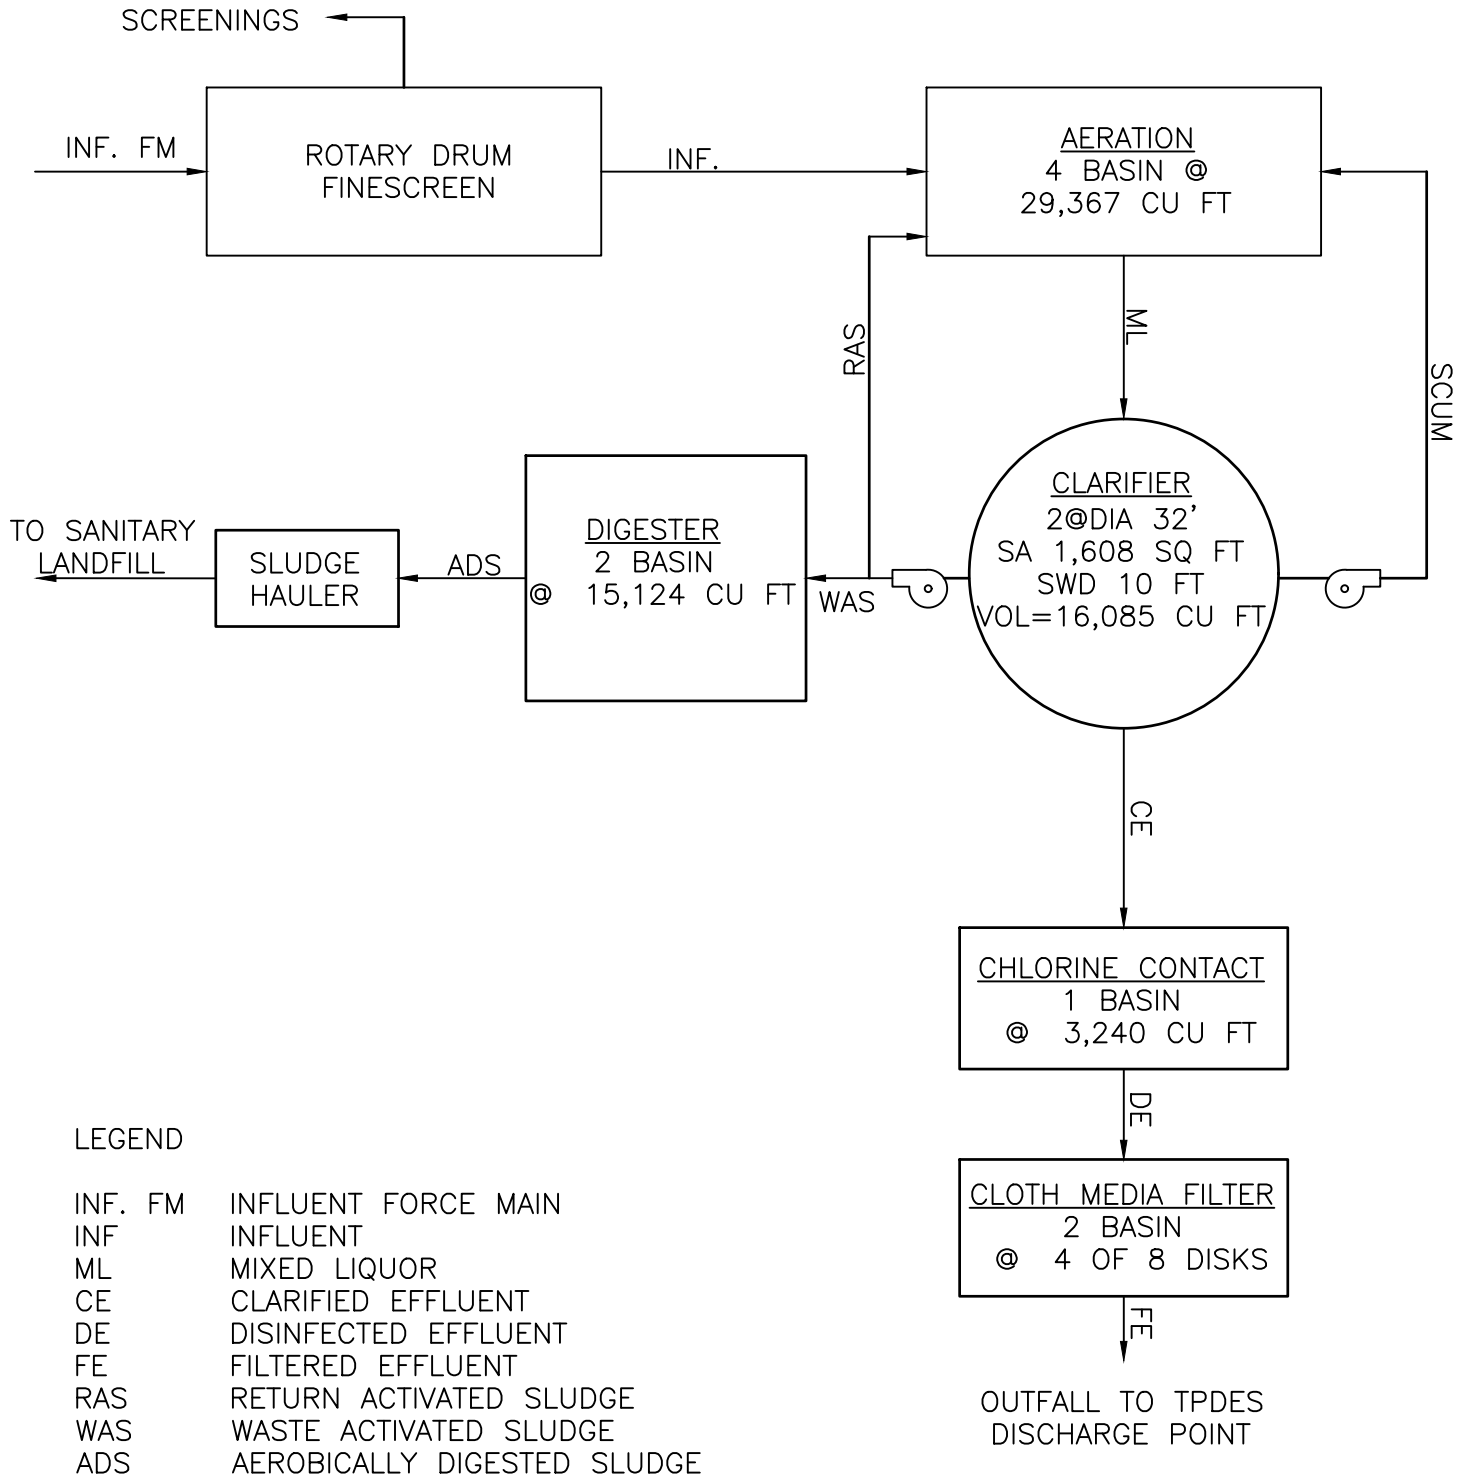 SCREENINGS
INF. FM
ROTARY DRUM
FINESCREEN
INF.
AERATION
4 BASIN @
29,367 CU FT
RAS
ML
SCUM
CLARIFIER
2@DIA 32'
SA 1,608 SQ FT
SWD 10 FT
VOL=16,085 CU FT
TO SANITARY
LANDFILL
SLUDGE
HAULER
ADS
DIGESTER
2 BASIN
@ 15,124 CU FT
WAS
CE
CHLORINE CONTACT
1 BASIN
@ 3,240 CU FT
DE
CLOTH MEDIA FILTER
2 BASIN
@ 4 OF 8 DISKS
FE
OUTFALL TO TPDES
DISCHARGE POINT
LEGEND
INF. FM INFLUENT FORCE MAIN
INF INFLUENT
ML MIXED LIQUOR
CE CLARIFIED EFFLUENT
DE DISINFECTED EFFLUENT
FE FILTERED EFFLUENT
RAS RETURN ACTIVATED SLUDGE
WAS WASTE ACTIVATED SLUDGE
ADS AEROBICALLY DIGESTED SLUDGE